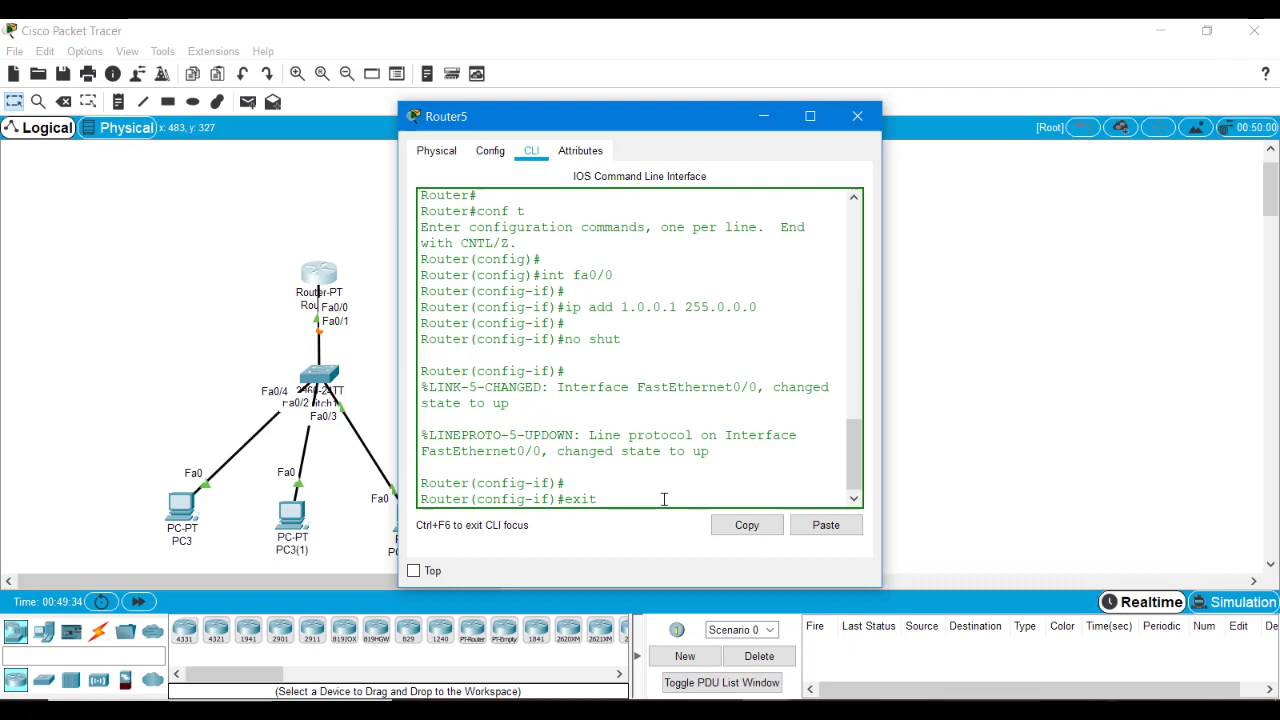 Cisco Packet Tracer
File Edit Options View Tools Extensions Help
?
Logical Physical x: 483, y: 327 [Root] 00:50:00
Router5
Physical Config CLI Attributes
IOS Command Line Interface
Router#
Router#conf t
Enter configuration commands, one per line. End
with CNTL/Z.
Router(config)#
Router(config)#int fa0/0
Router(config-if)#
Router(config-if)#ip add 1.0.0.1 255.0.0.0
Router(config-if)#
Router(config-if)#no shut
Router(config-if)#
%LINK-5-CHANGED: Interface FastEthernet0/0, changed
state to up
%LINEPROTO-5-UPDOWN: Line protocol on Interface
FastEthernet0/0, changed state to up
Router(config-if)#
Router(config-if)#exit
Ctrl+F6 to exit CLI focus
Copy Paste
Top
Router-PT
Rou Fa0/0
Fa0/1
Fa0/4
Fa0/3
Fa0 Fa0 Fa0
PC-PT
PC3
PC-PT
PC3(1)
Time: 00:49:34 Realtime Simulation
4331 4321 1941 2901 2911 819IOX 819HGW 829 1240 PT-Router PT-Empty 1841 2620XM 2621XM
(Select a Device to Drag and Drop to the Workspace)
Scenario 0
New Delete
Toggle PDU List Window
Fire Last Status Source Destination Type Color Time(sec) Periodic Num Edit